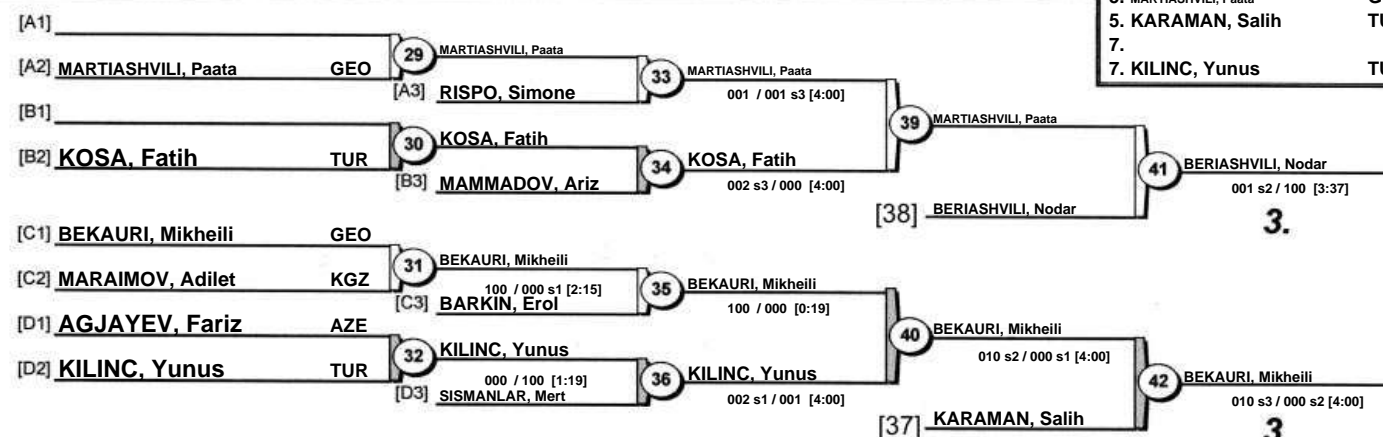 5. KARAMAN, Salih
7.
7. KILINC, Yunus
[A1]
29 MARTIASHVILI, Paata
[A2] MARTIASHVILI, Paata GEO
[A3] RISPO, Simone
33 MARTIASHVILI, Paata
001 / 001 s3 [4:00]
[B1]
30 KOSA, Fatih
[B2] KOSA, Fatih TUR
[B3] MAMMADOV, Ariz
34 KOSA, Fatih
002 s3 / 000 [4:00]
39 MARTIASHVILI, Paata
[38] BERIASHVILI, Nodar
41 BERIASHVILI, Nodar
001 s2 / 100 [3:37]
3.
[C1] BEKAURI, Mikheili GEO
31 BEKAURI, Mikheili
100 / 000 s1 [2:15]
[C2] MARAIMOV, Adilet KGZ
[C3] BARKIN, Erol
35 BEKAURI, Mikheili
100 / 000 [0:19]
[D1] AGJAYEV, Fariz AZE
32 KILINC, Yunus
000 / 100 [1:19]
[D2] KILINC, Yunus TUR
[D3] SISMANLAR, Mert
36 KILINC, Yunus
002 s1 / 001 [4:00]
40 BEKAURI, Mikheili
010 s2 / 000 s1 [4:00]
[37] KARAMAN, Salih
42 BEKAURI, Mikheili
010 s3 / 000 s2 [4:00]